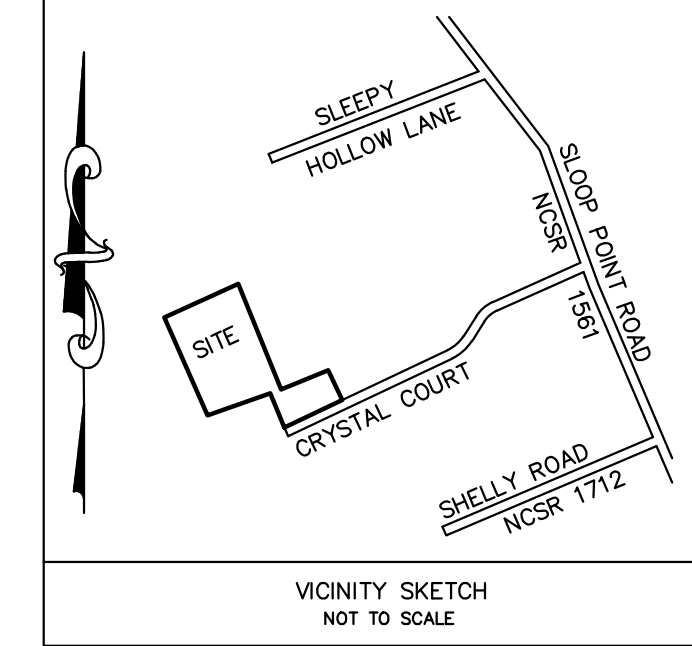 SLEEPY
HOLLOW LANE
SLOOP POINT ROAD
NCSR
1561
SITE
CRYSTAL COURT
SHELLY ROAD
NCSR 1712
VICINITY SKETCH
NOT TO SCALE